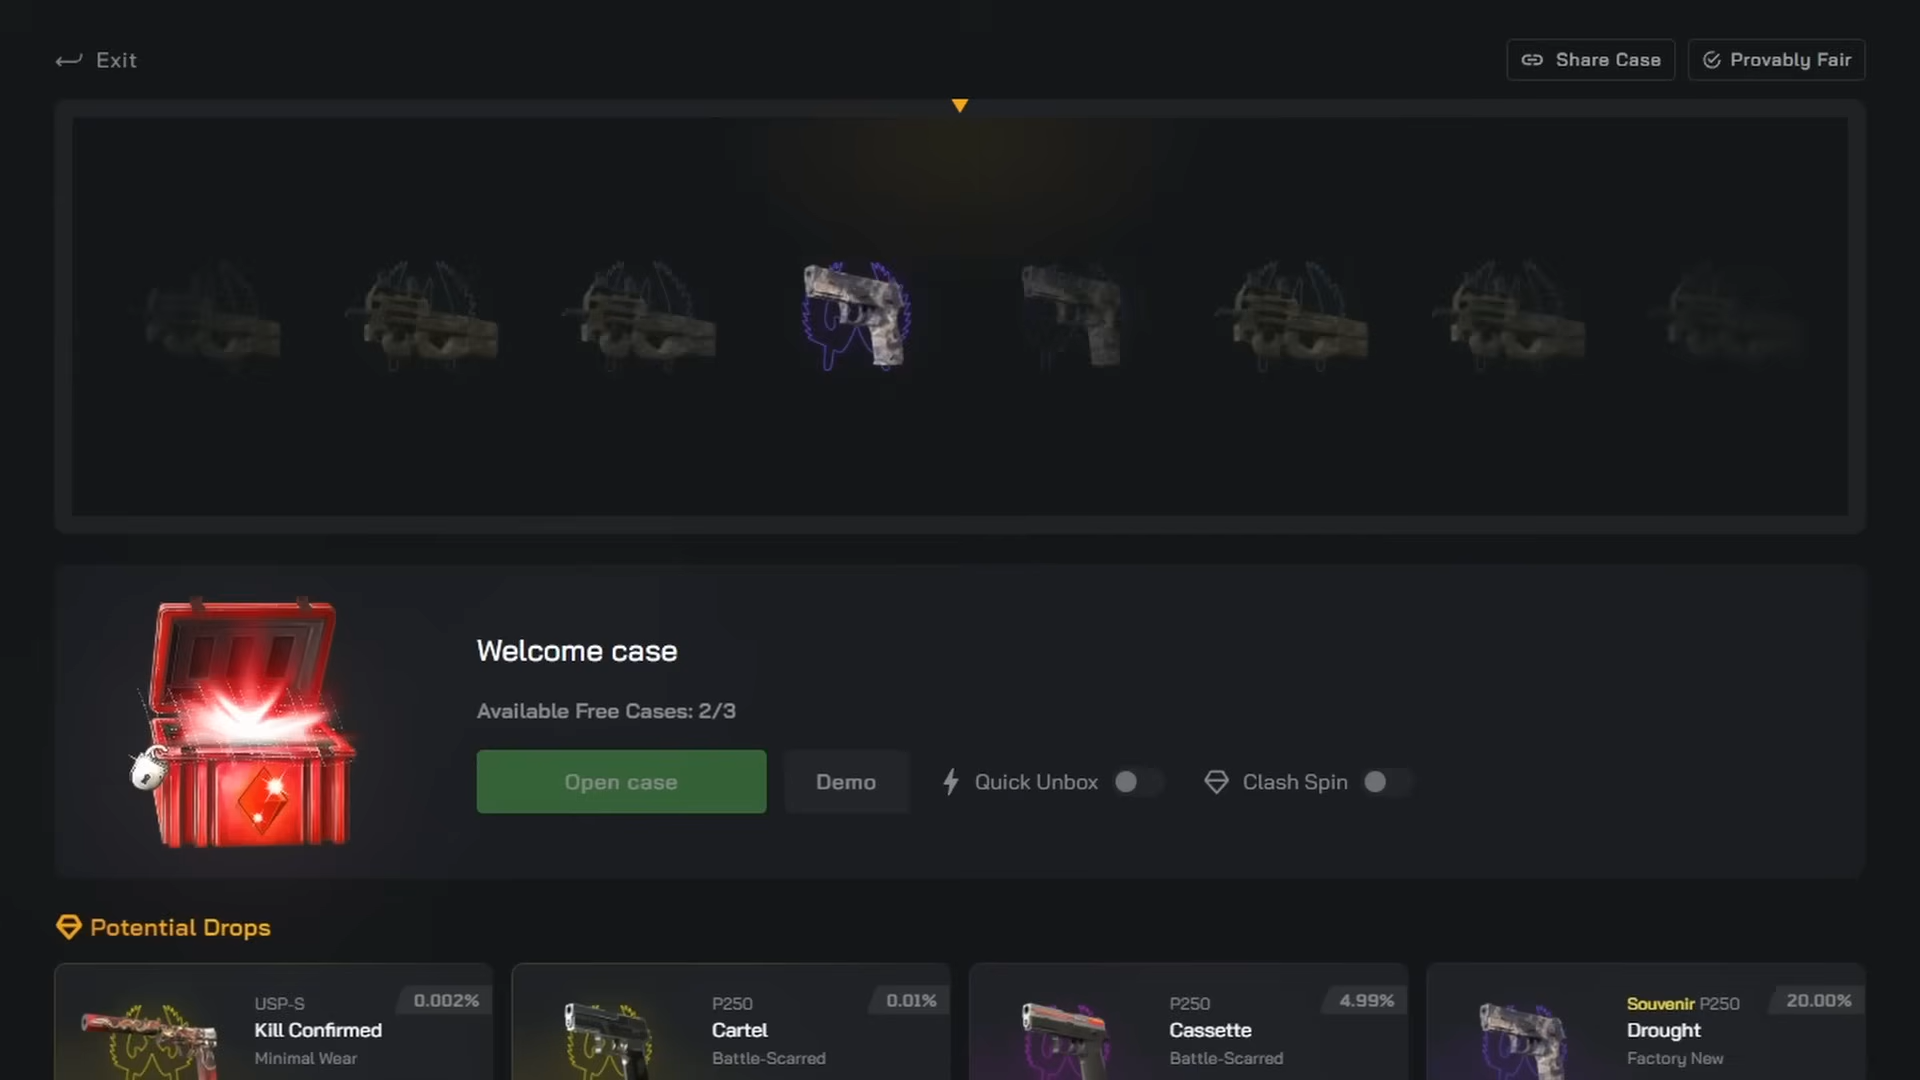 Exit
Share Case
Provably Fair
Welcome case
Available Free Cases: 2/3
Open case
Demo
Quick Unbox
Clash Spin
Potential Drops
USP-S
0.002%
Kill Confirmed
Minimal Wear
P250
0.01%
Cartel
Battle-Scarred
P250
4.99%
Cassette
Battle-Scarred
Souvenir P250
20.00%
Drought
Factory New